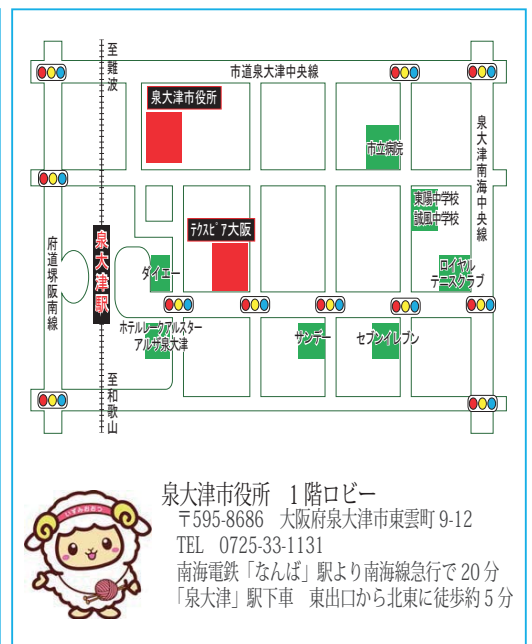 至難波
市道泉大津中央線
泉大津市役所
市立病院
泉大津南海中央線
東陽中学校
誠風中学校
テクスピア大阪
府道堺阪南線
泉大津駅
ダイエー
ロイヤル
テニスクラブ
ホテルレークアルスター
アルザ泉大津
サンデー
セブンイレブン
至和歌山
いずみおおつ
泉大津市役所　1階ロビー
〒595-8686　大阪府泉大津市東雲町 9-12
TEL　0725-33-1131
南海電鉄「なんば」駅より南海線急行で 20 分
「泉大津」駅下車　東出口から北東に徒歩約 5 分